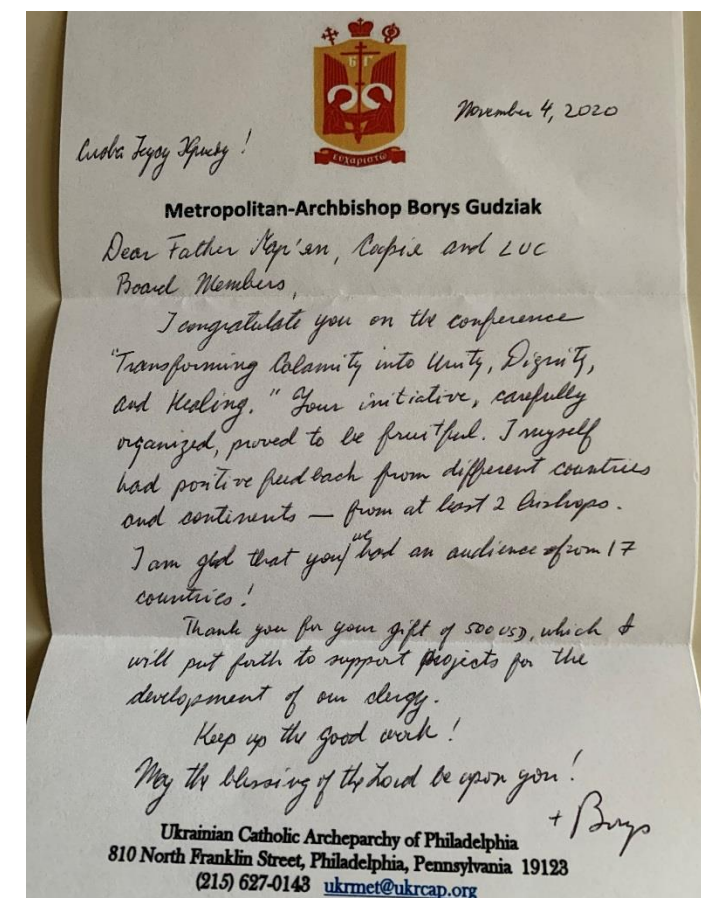 Б Г
εὐχαριστῶ
November 4, 2020
Слава Ісусу Христу!
Metropolitan-Archbishop Borys Gudziak
Dear Father Мар'ян, Софіє and LUC
Board Members,
I congratulate you on the conference
"Transforming Calamity into Unity, Dignity,
and Healing." Your initiative, carefully
organized, proved to be fruitful. I myself
had positive feedback from different countries
and continents — from at least 2 bishops.
I am glad that you/we had an audience from 17
countries!
Thank you for your gift of 500 USD, which I
will put forth to support projects for the
development of our clergy.
Keep up the good work!
May the blessing of the Lord be upon you!
+ Borys
Ukrainian Catholic Archeparchy of Philadelphia
810 North Franklin Street, Philadelphia, Pennsylvania 19123
(215) 627-0143 ukrmet@ukrcap.org